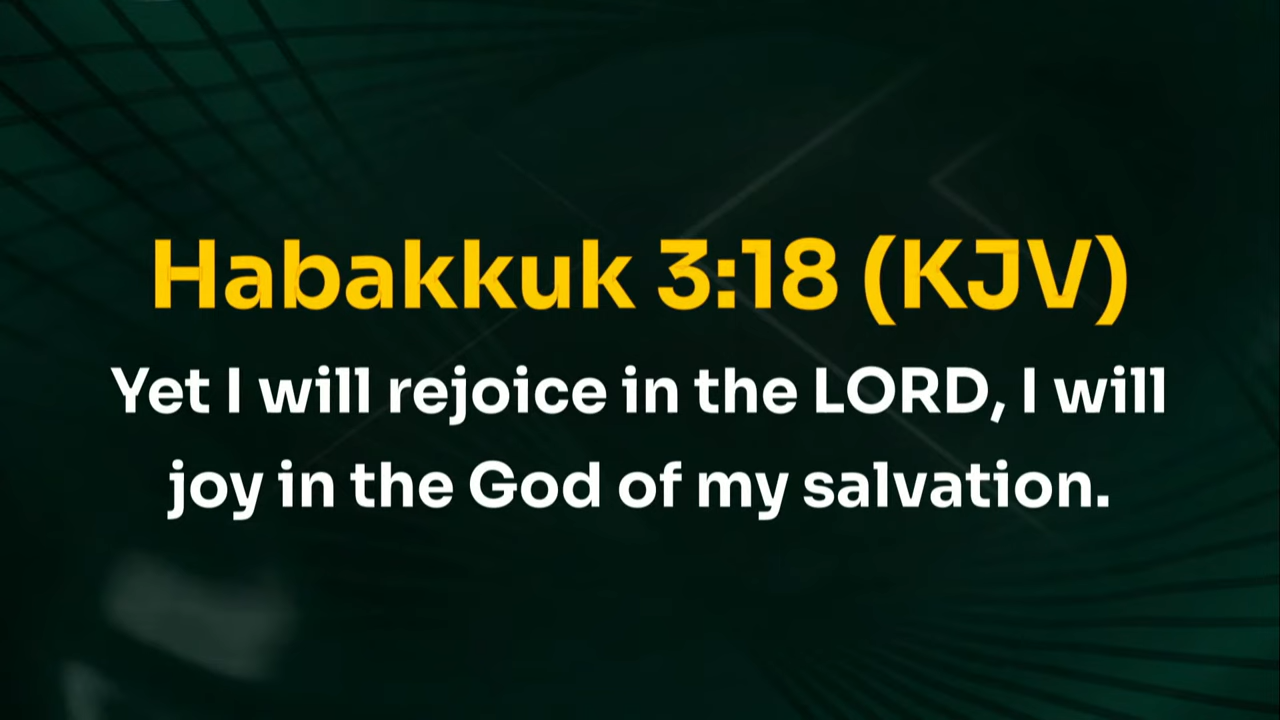 Habakkuk 3:18 (KJV)
Yet I will rejoice in the LORD, I will
joy in the God of my salvation.